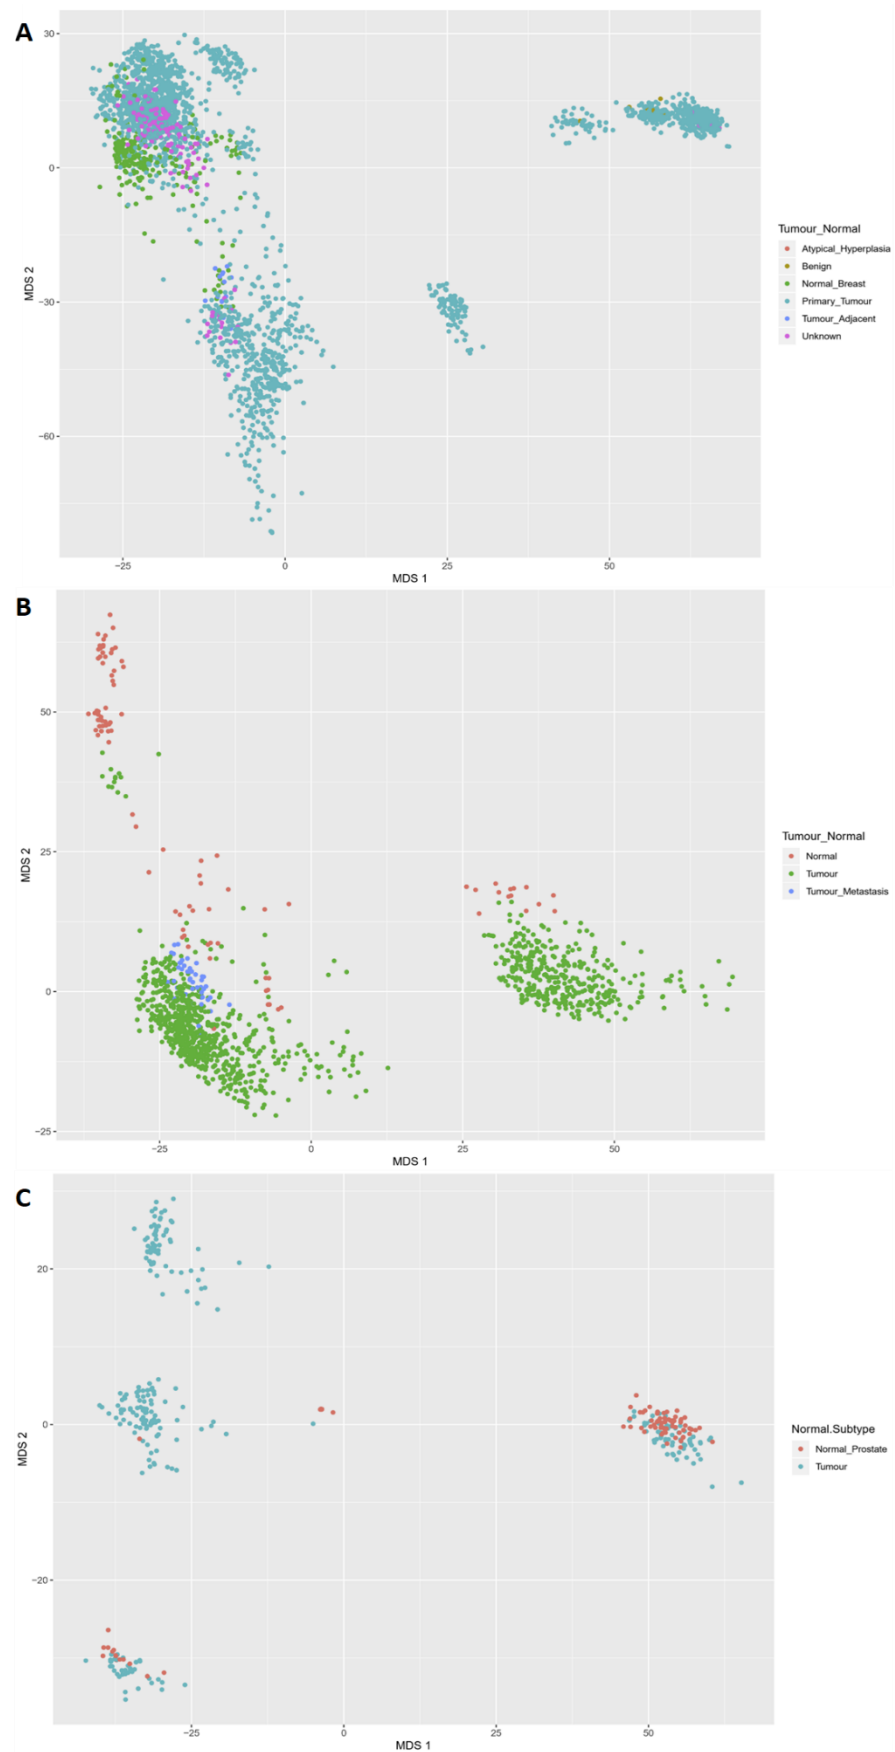 A
30
0
−30
−60
MDS 2
−25
0
25
50
MDS 1
Tumour_Normal
Atypical_Hyperplasia
Benign
Normal_Breast
Primary_Tumour
Tumour_Adjacent
Unknown
B
50
25
0
−25
MDS 2
−25
0
25
50
MDS 1
Tumour_Normal
Normal
Tumour
Tumour_Metastasis
C
20
0
−20
MDS 2
−25
0
25
50
MDS 1
Normal.Subtype
Normal_Prostate
Tumour